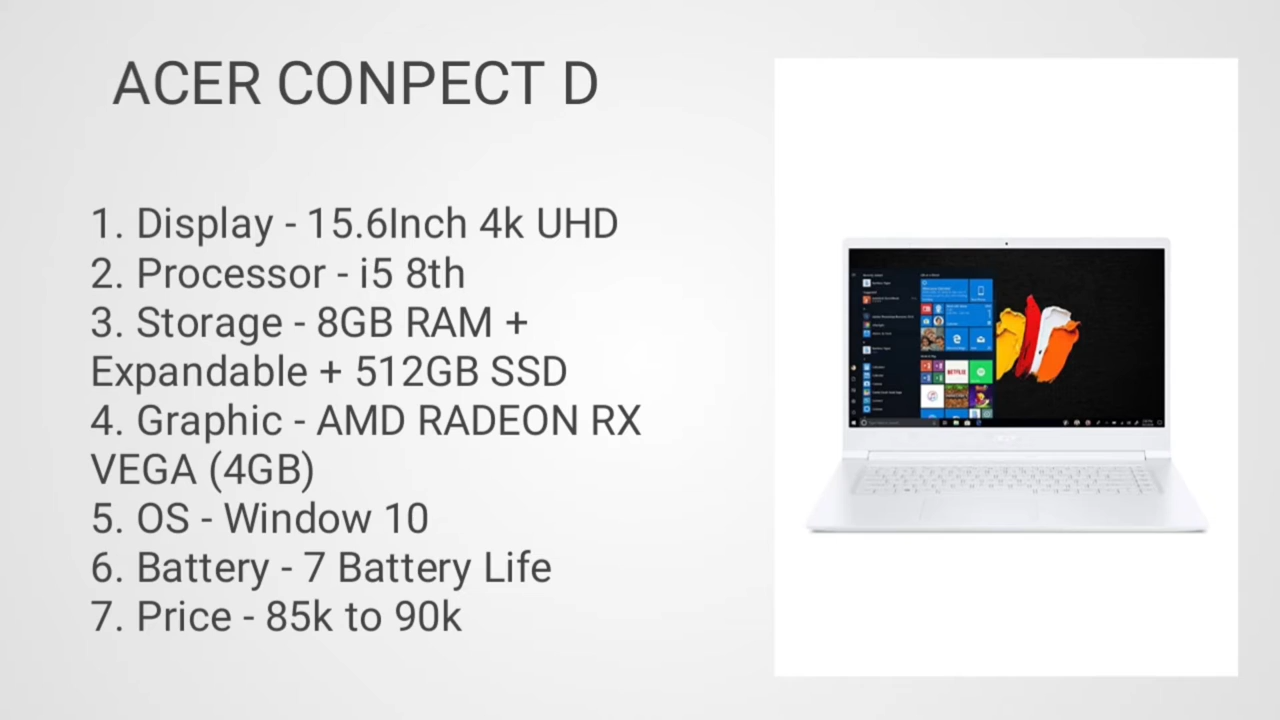 ACER CONPECT D
1. Display - 15.6Inch 4k UHD
2. Processor - i5 8th
3. Storage - 8GB RAM +
Expandable + 512GB SSD
4. Graphic - AMD RADEON RX
VEGA (4GB)
5. OS - Window 10
6. Battery - 7 Battery Life
7. Price - 85k to 90k
NETFLIX
acer